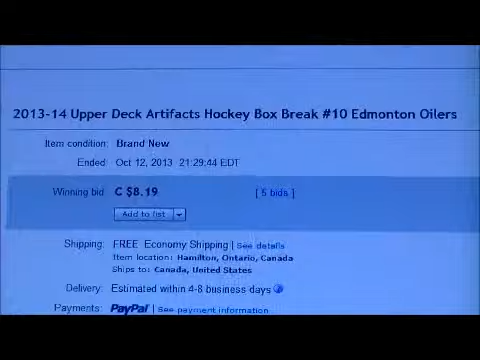 2013-14 Upper Deck Artifacts Hockey Box Break #10 Edmonton Oilers
Item condition: Brand New
Ended: Oct 12, 2013 21:29:44 EDT
Winning bid: C $8.19 [ 5 bids ]
Add to list
Shipping: FREE Economy Shipping | See details
Item location: Hamilton, Ontario, Canada
Ships to: Canada, United States
Delivery: Estimated within 4-8 business days
Payments: PayPal | See payment information